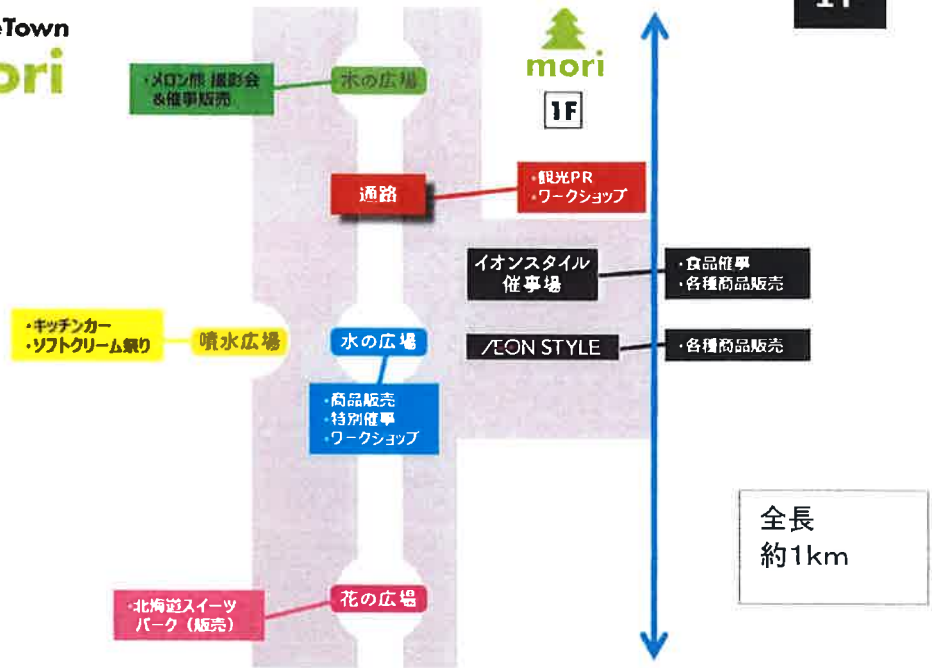 eTown
ori
1F
mori
1F
・メロン熊 撮影会
&催事販売
木の広場
通路
・観光PR
・ワークショップ
イオンスタイル
催事場
・食品催事
・各種商品販売
・キッチンカー
・ソフトクリーム祭り
噴水広場
水の広場
ÆON STYLE
・各種商品販売
・商品販売
・特別催事
・ワークショップ
全長
約1km
・北海道スイーツ
パーク（販売）
花の広場